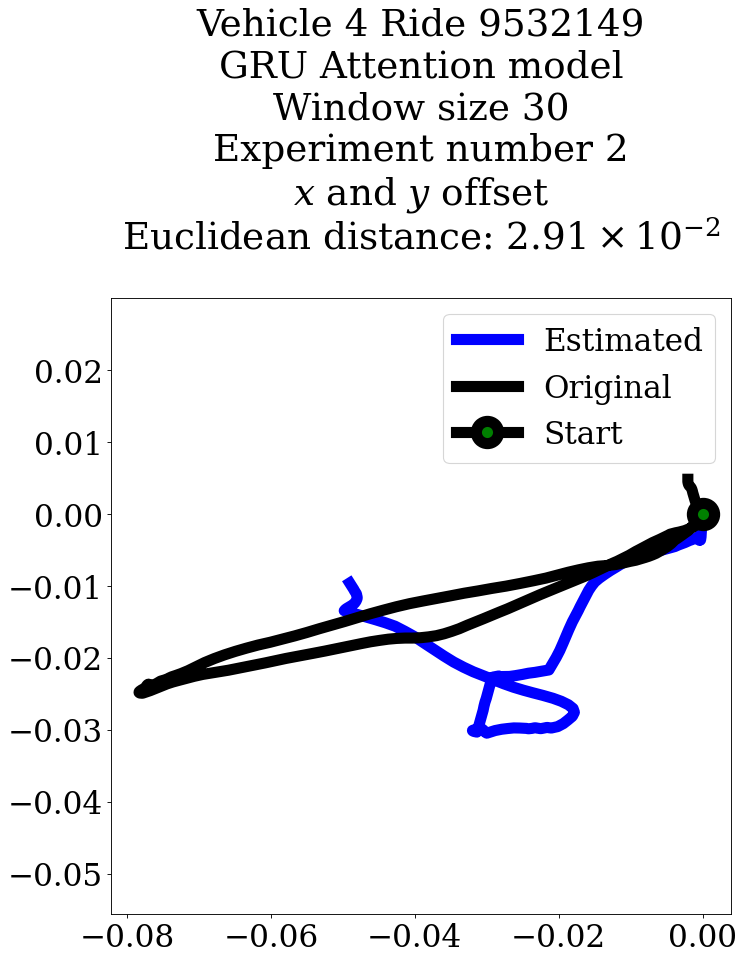 Vehicle 4 Ride 9532149
GRU Attention model
Window size 30
Experiment number 2
x and y offset
Euclidean distance: 2.91 × 10⁻²
Estimated
Original
Start
0.02
0.01
0.00
−0.01
−0.02
−0.03
−0.04
−0.05
−0.08 −0.06 −0.04 −0.02 0.00